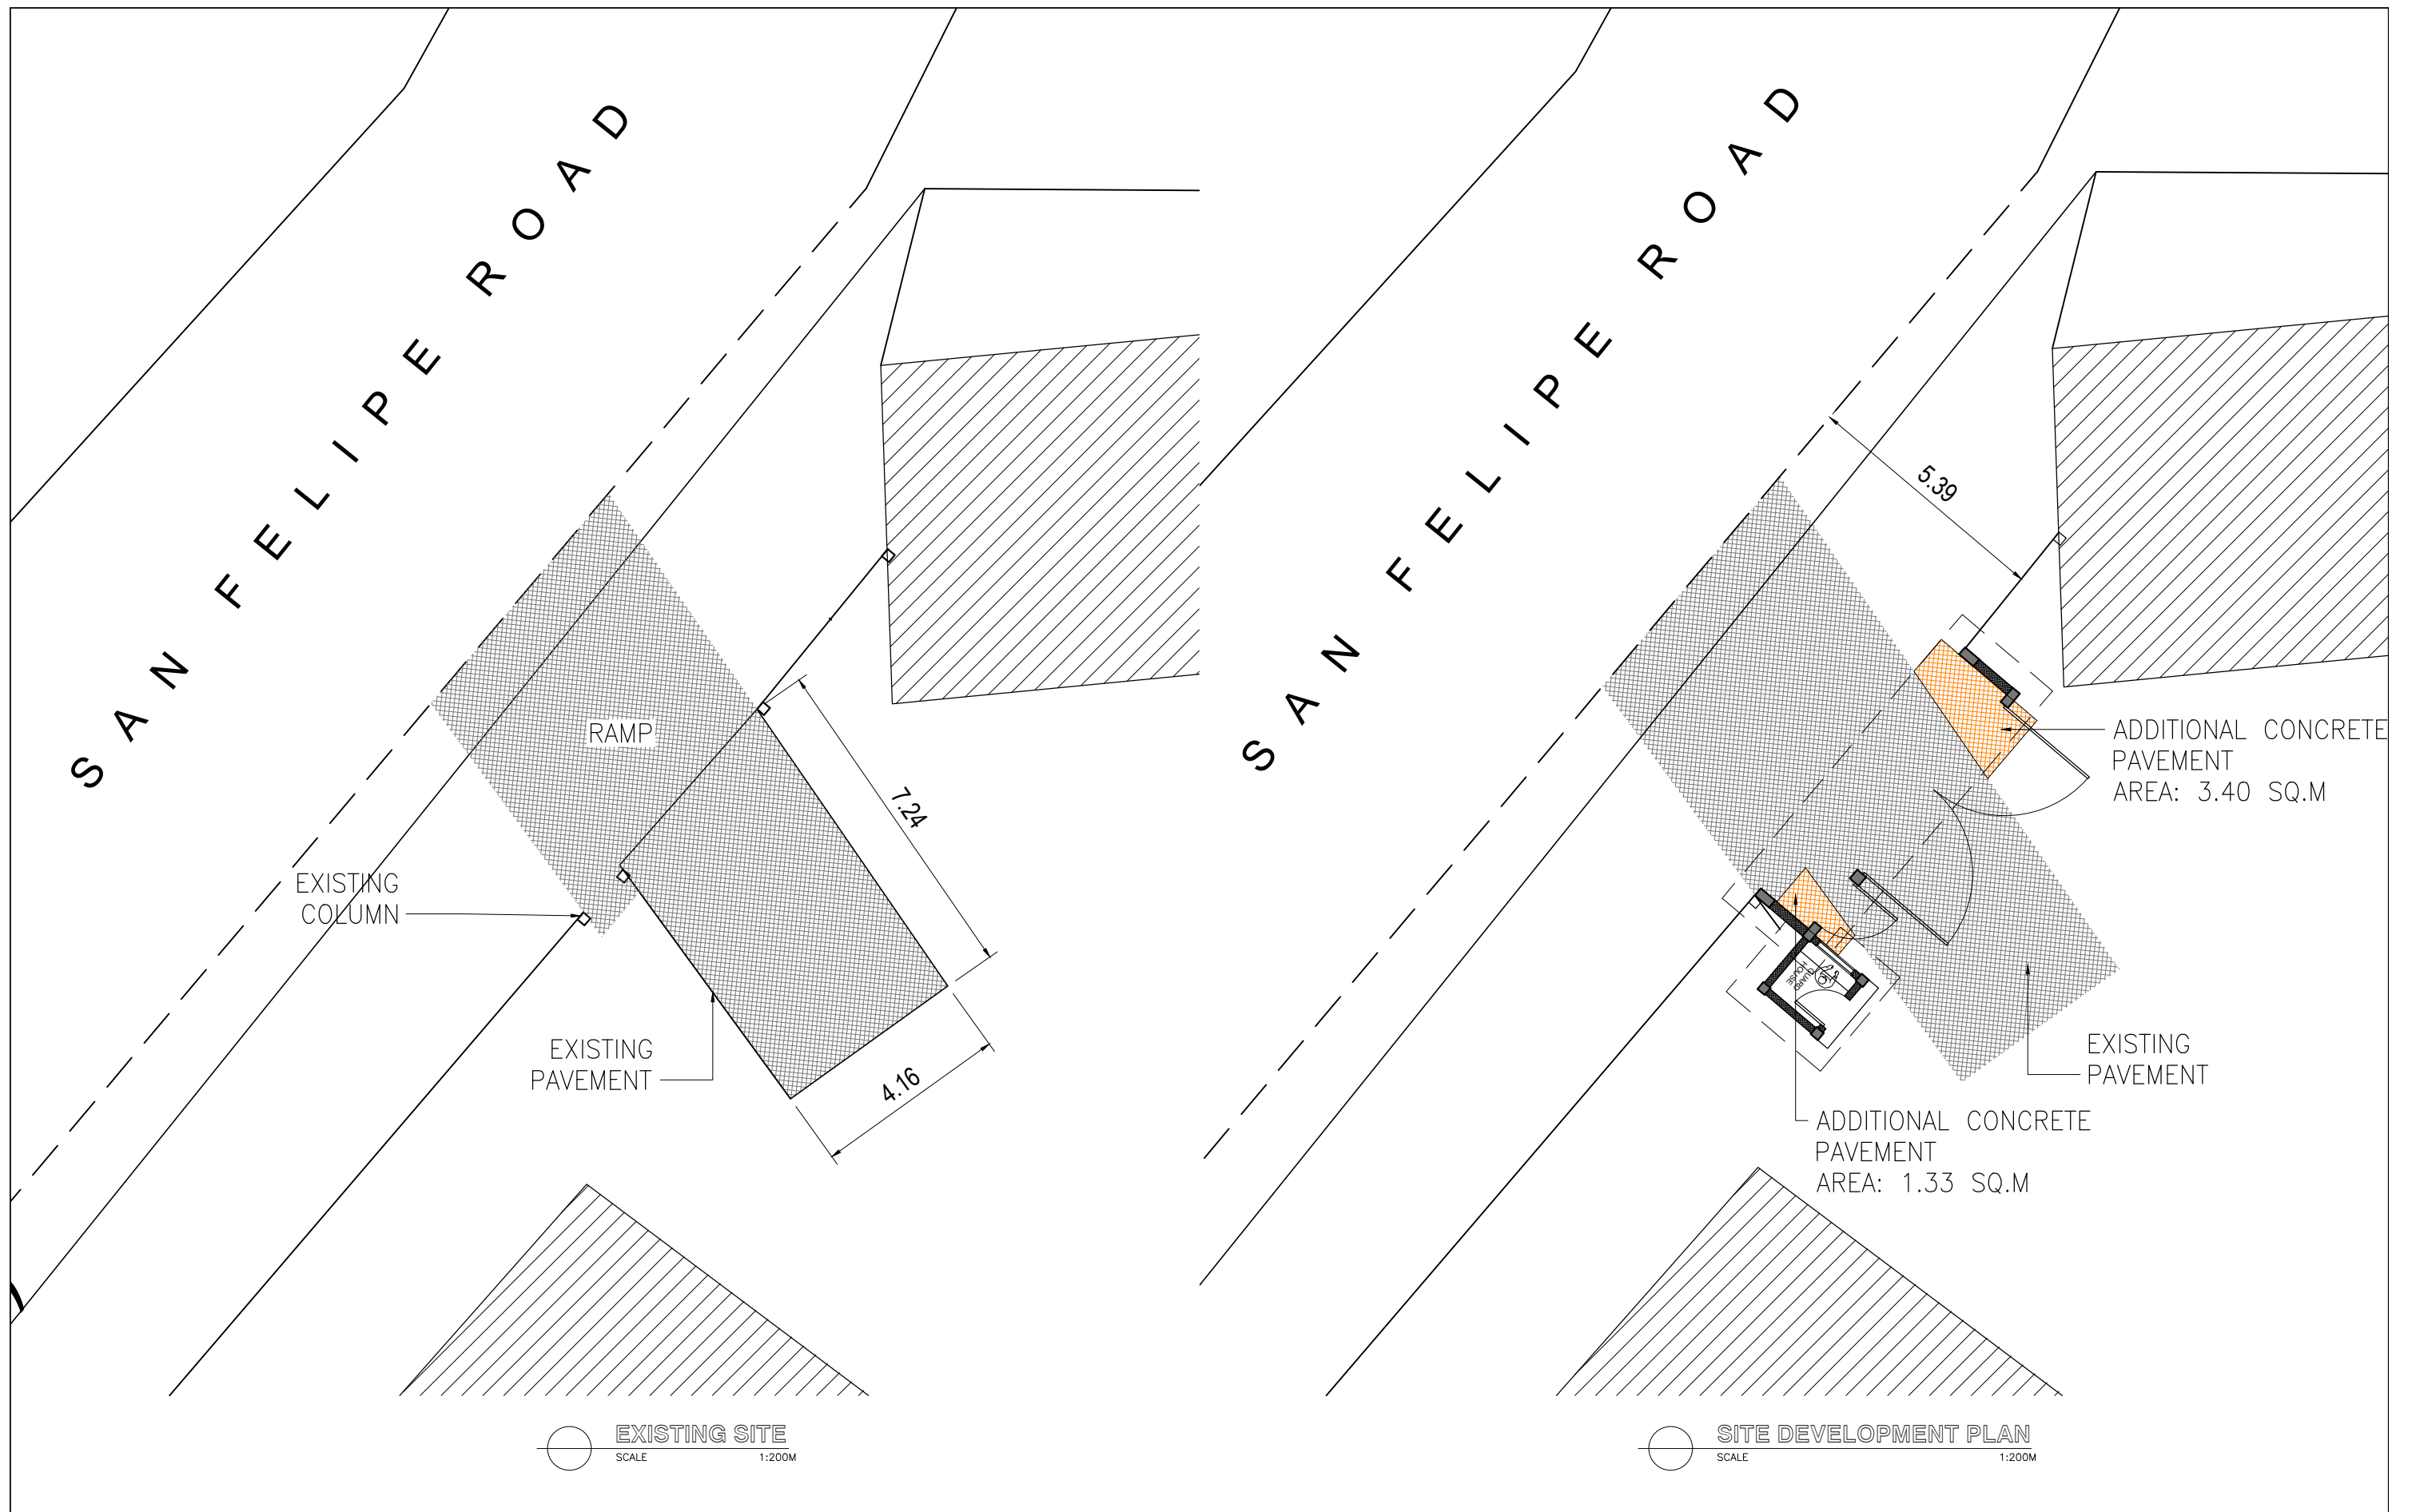 SAN FELIPE ROAD
RAMP
7.24
EXISTING
COLUMN
EXISTING
PAVEMENT
4.16
EXISTING SITE
SCALE 1:200M
SAN FELIPE ROAD
5.39
ADDITIONAL CONCRETE
PAVEMENT
AREA: 3.40 SQ.M
GUARD
HOUSE
EXISTING
PAVEMENT
ADDITIONAL CONCRETE
PAVEMENT
AREA: 1.33 SQ.M
SITE DEVELOPMENT PLAN
SCALE 1:200M